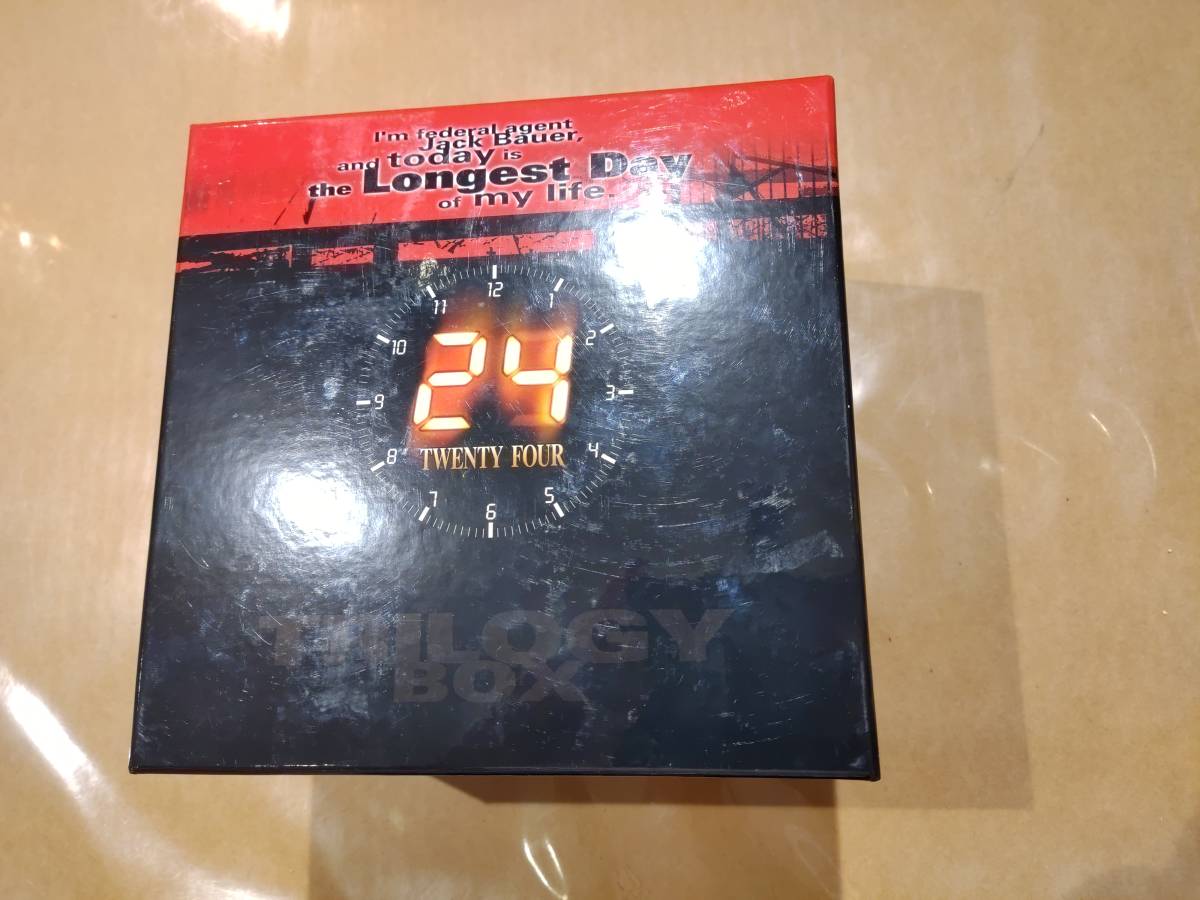 I'm federal agent
Jack Bauer,
and today is
the Longest Day
of my life.
12
11 1
10 2
24
9 3
8 TWENTY FOUR 4
7 5
6
TRILOGY
BOX